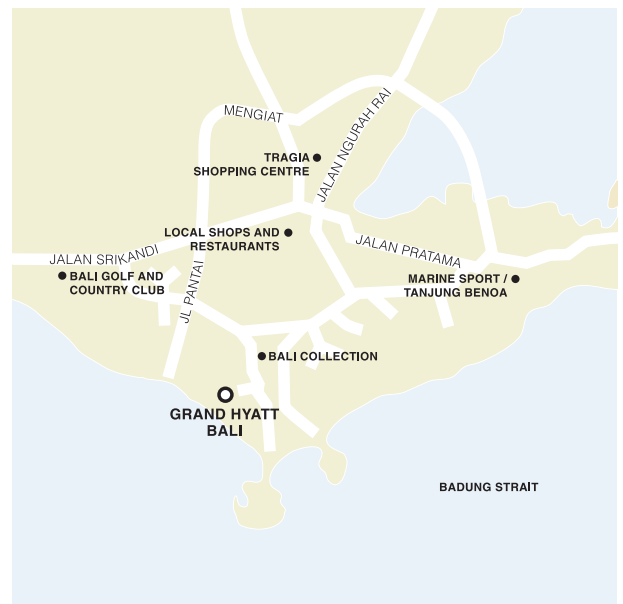 MENGIAT
JALAN NGURAH RAI
TRAGIA
SHOPPING CENTRE
LOCAL SHOPS AND
RESTAURANTS
JALAN SRIKANDI
JALAN PRATAMA
BALI GOLF AND
COUNTRY CLUB
JL PANTAI
MARINE SPORT /
TANJUNG BENOA
BALI COLLECTION
GRAND HYATT
BALI
BADUNG STRAIT